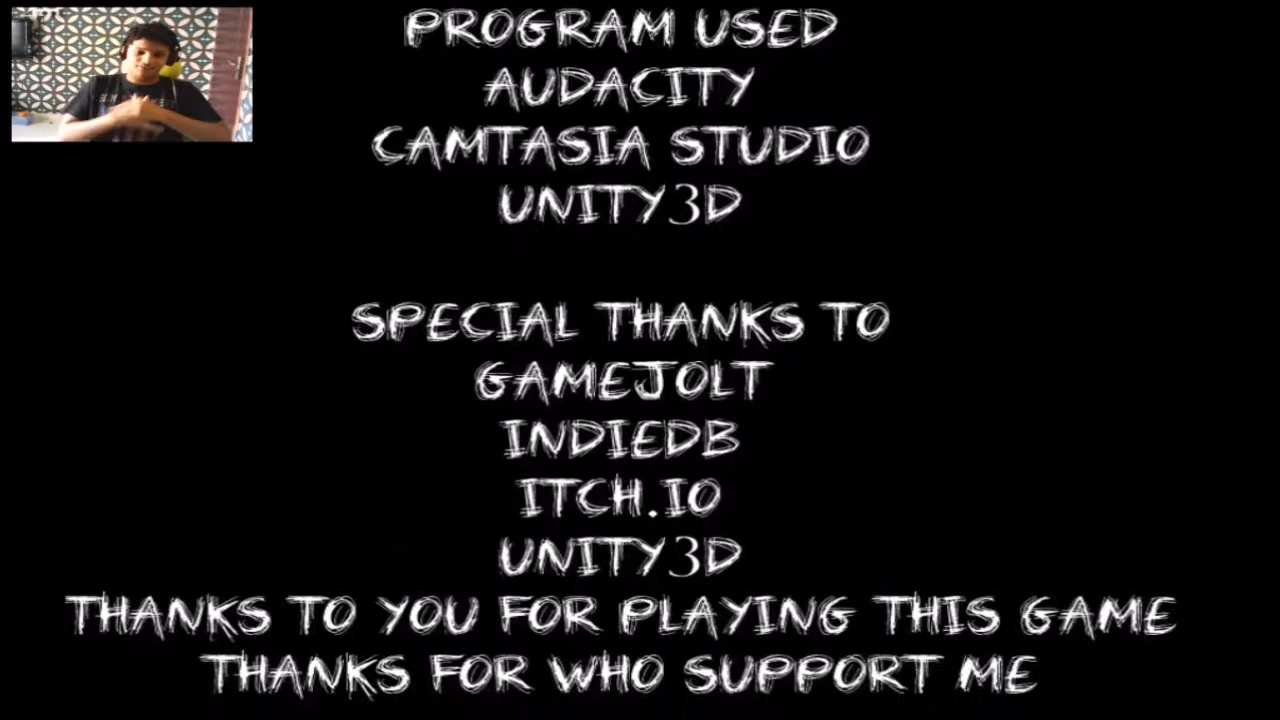 PROGRAM USED
AUDACITY
CAMTASIA STUDIO
UNITY3D
SPECIAL THANKS TO
GAMEJOLT
INDIEDB
ITCH.IO
UNITY3D
THANKS TO YOU FOR PLAYING THIS GAME
THANKS FOR WHO SUPPORT ME